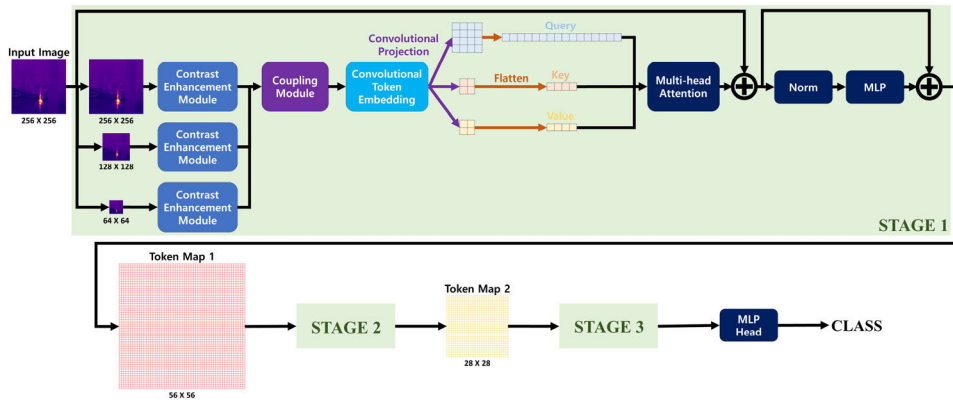 Input Image
256 X 256
256 X 256
Contrast
Enhancement
Module
128 X 128
Contrast
Enhancement
Module
64 X 64
Contrast
Enhancement
Module
Coupling
Module
Convolutional
Token
Embedding
Convolutional
Projection
Query
Flatten
Key
Value
Multi-head
Attention
Norm
MLP
STAGE 1
Token Map 1
56 X 56
STAGE 2
Token Map 2
28 X 28
STAGE 3
MLP
Head
CLASS